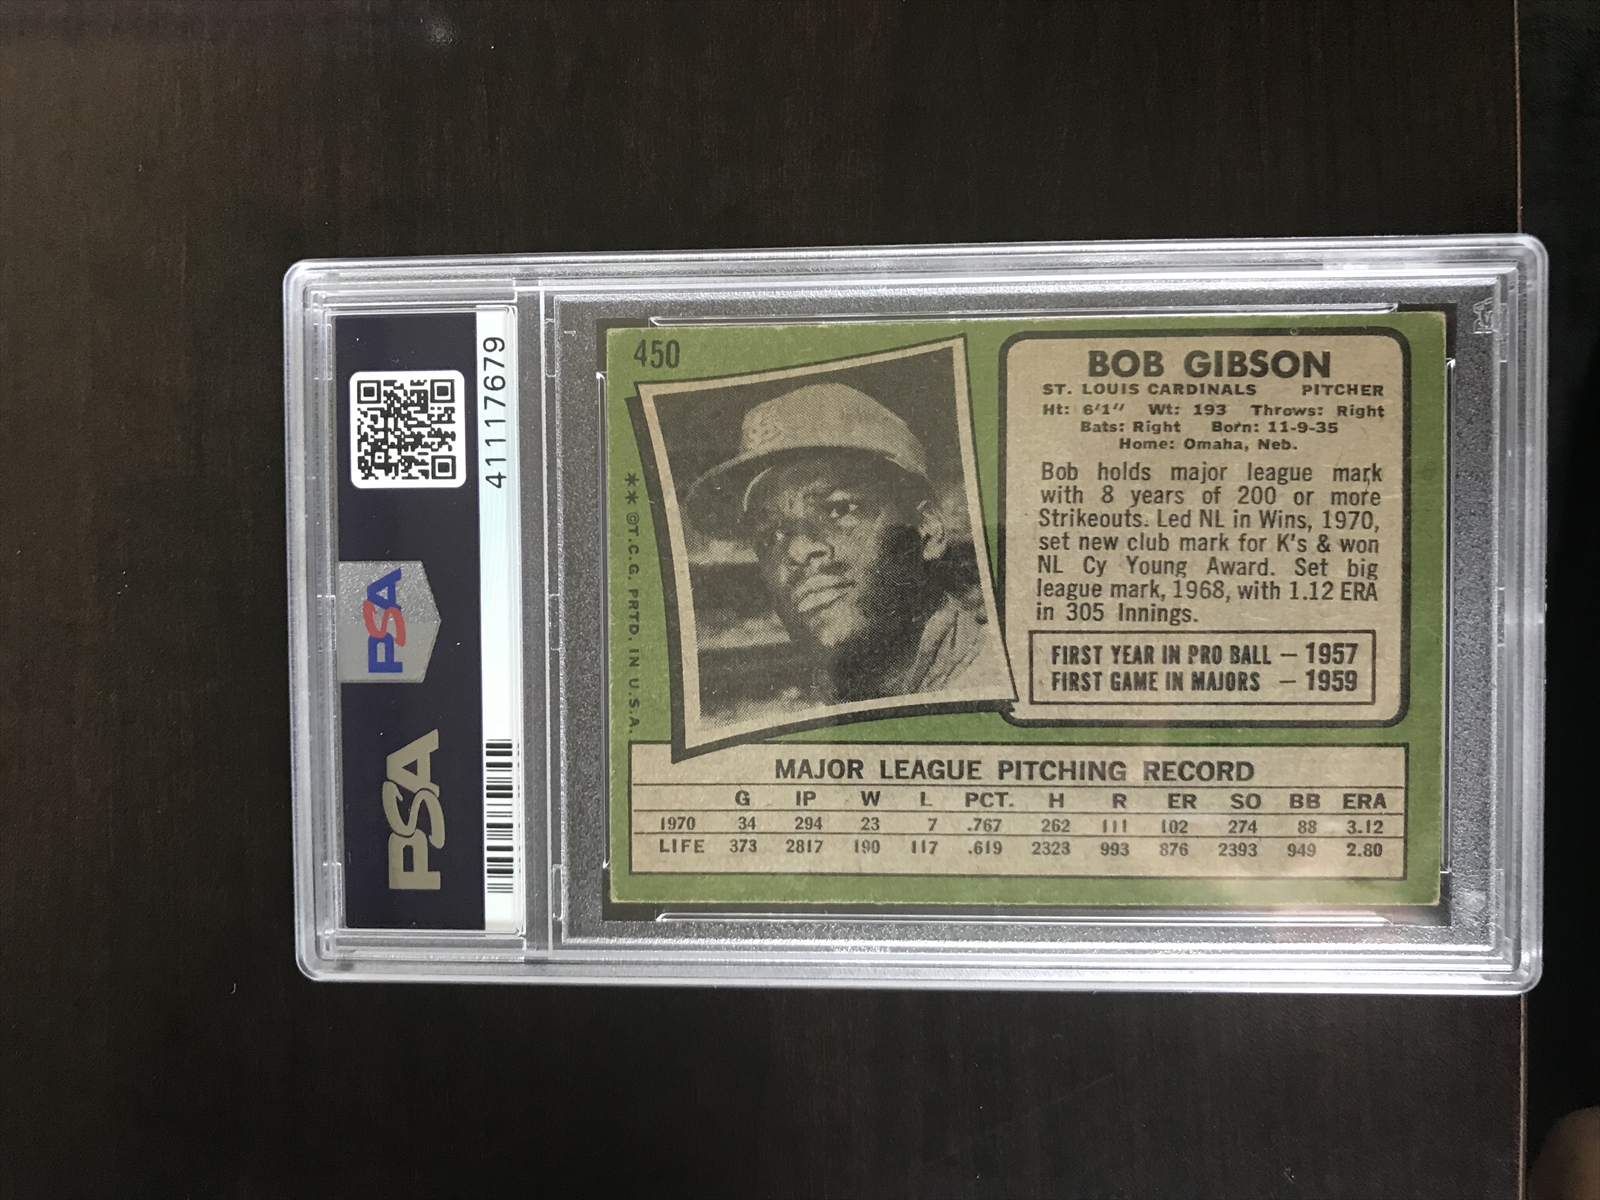 41117679
PSA
PSA
450
BOB GIBSON
ST. LOUIS CARDINALS PITCHER
Ht: 6'1" Wt: 193 Throws: Right
Bats: Right Born: 11-9-35
Home: Omaha, Neb.
Bob holds major league mark
with 8 years of 200 or more
Strikeouts. Led NL in Wins, 1970,
set new club mark for K's & won
NL Cy Young Award. Set big
league mark, 1968, with 1.12 ERA
in 305 Innings.
FIRST YEAR IN PRO BALL — 1957
FIRST GAME IN MAJORS — 1959
** ©T.C.G. PRTD. IN U.S.A.
MAJOR LEAGUE PITCHING RECORD
G IP W L PCT. H R ER SO BB ERA
1970 34 294 23 7 .767 262 111 102 274 88 3.12
LIFE 373 2817 190 117 .619 2323 993 876 2393 949 2.80